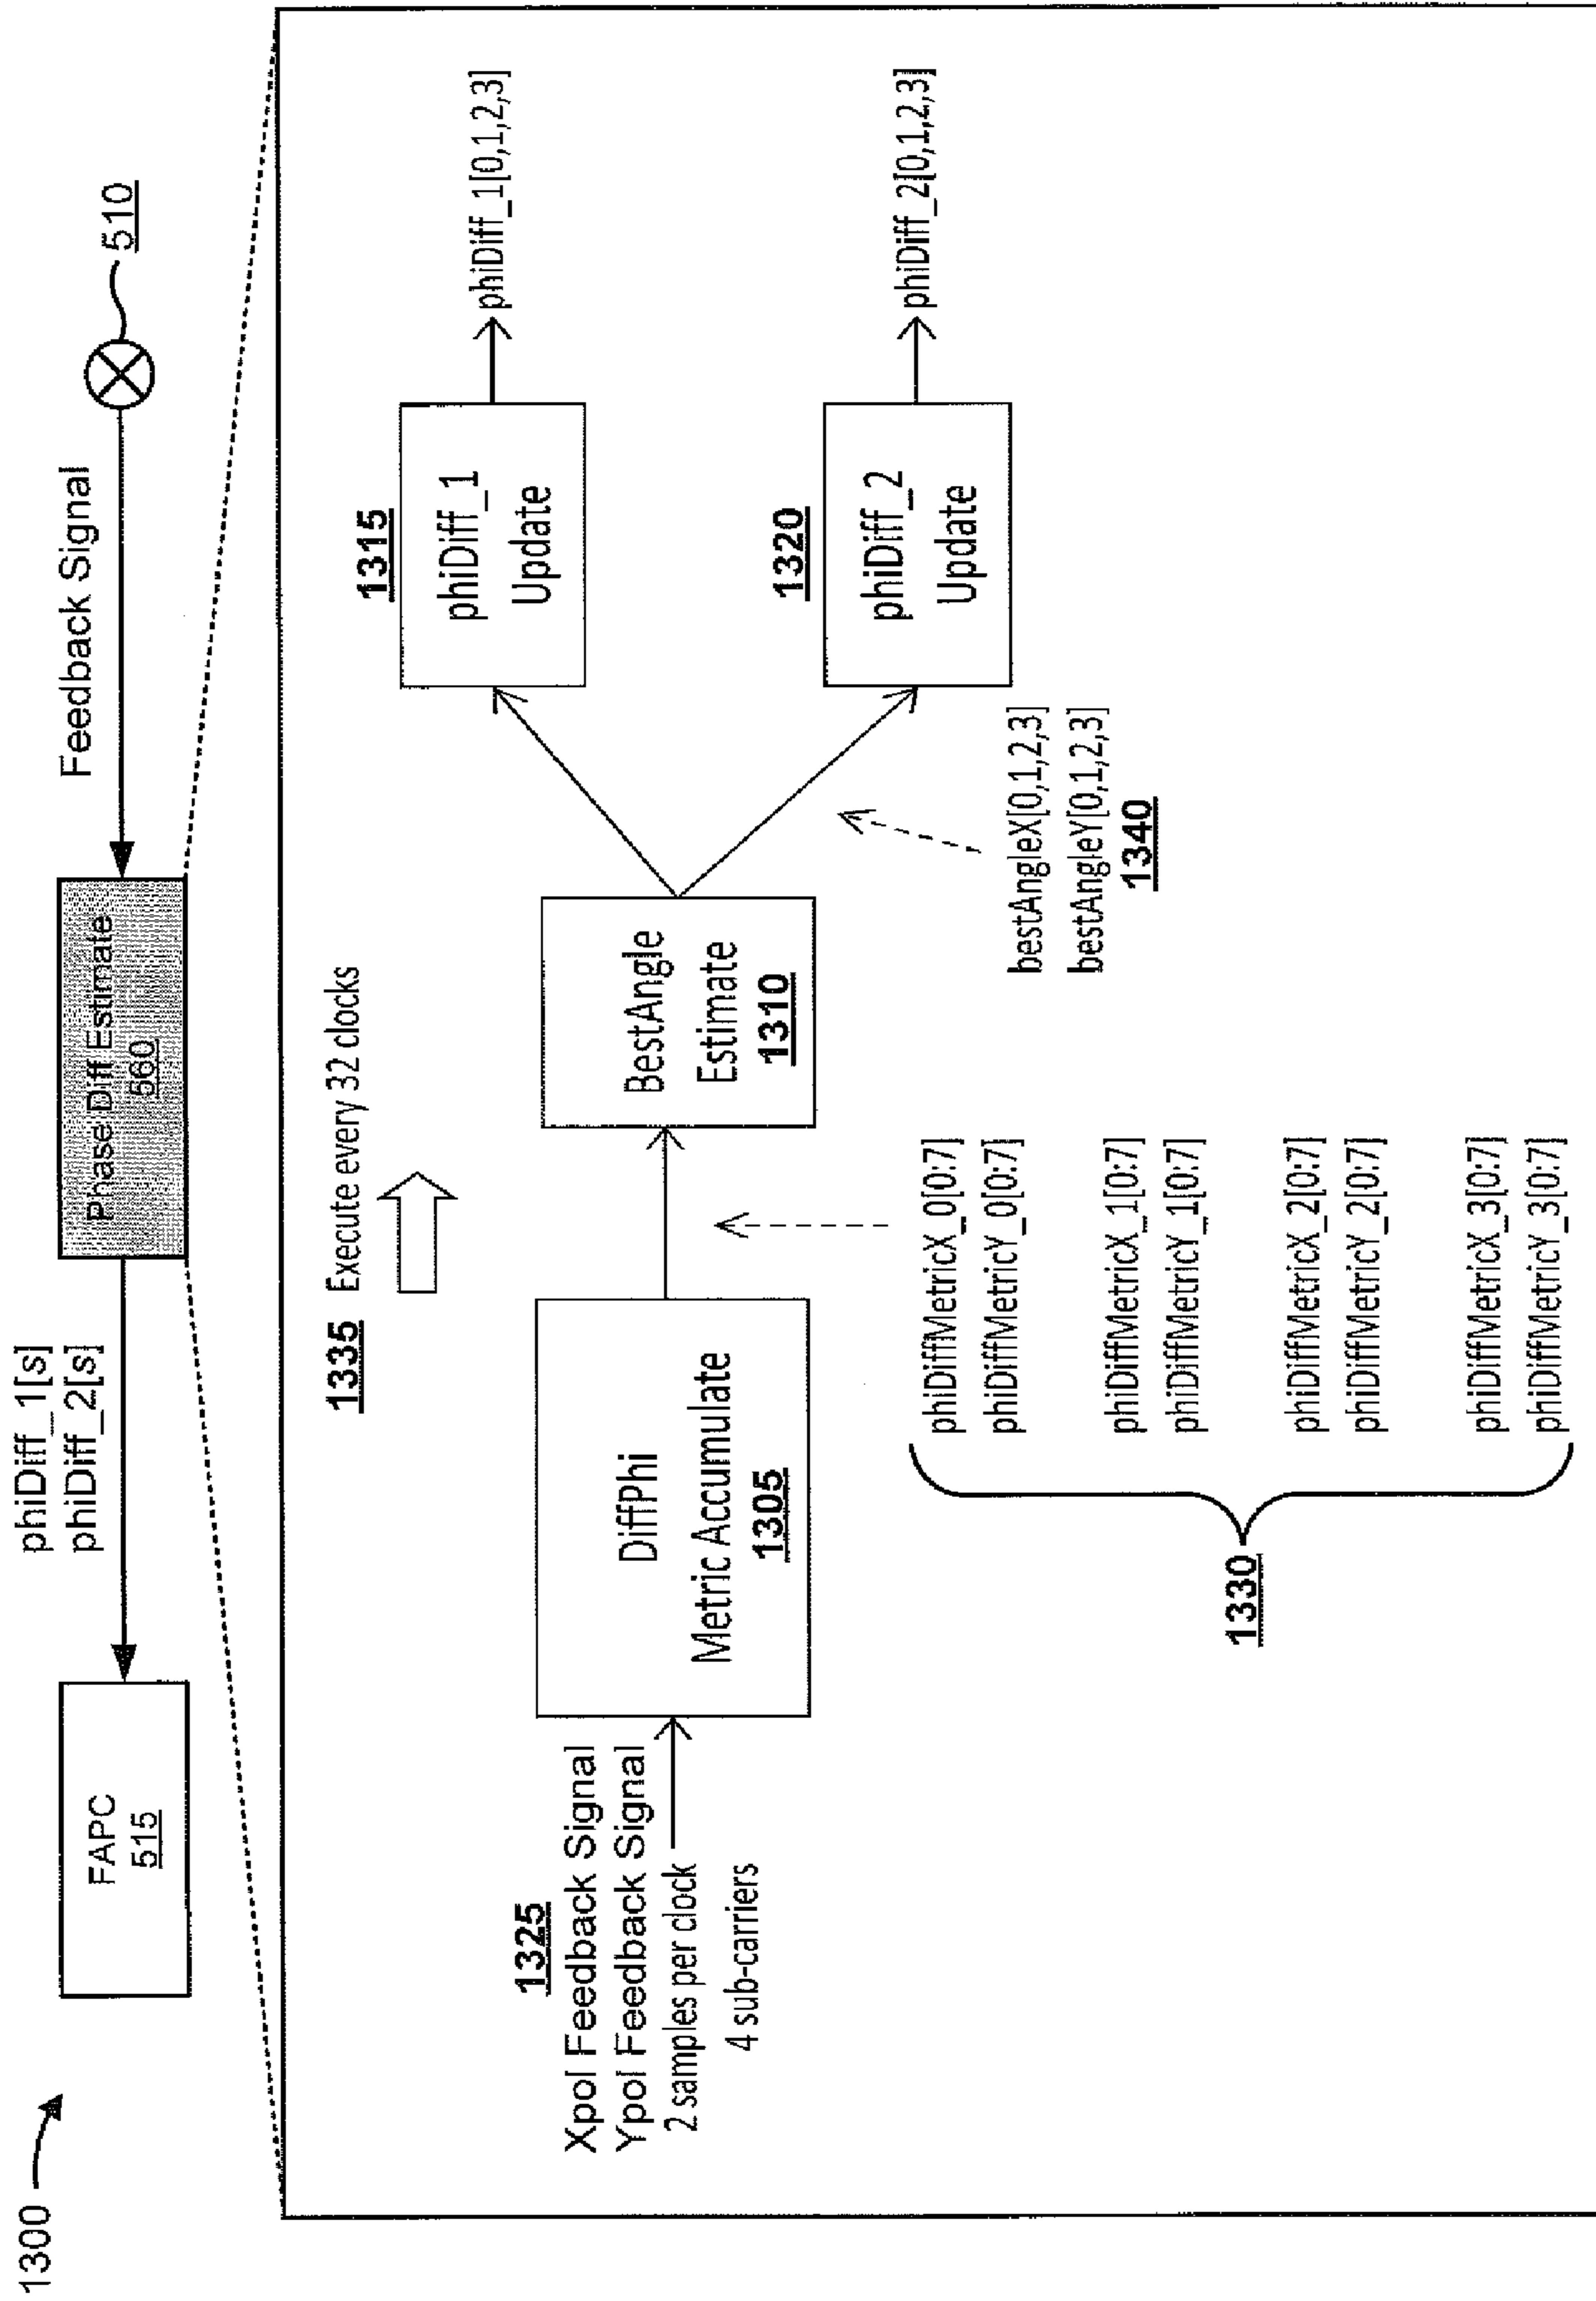 1300
FAPC
515
phiDiff_1[s]
phiDiff_2[s]
Phase Diff Estimate
560
Feedback Signal
510
1335 Execute every 32 clocks
1325
Xpol Feedback Signal
Ypol Feedback Signal
2 samples per clock
4 sub-carriers
DiffPhi
Metric Accumulate
1305
BestAngle
Estimate
1310
1315
phiDiff_1
Update
phiDiff_1[0,1,2,3]
1320
phiDiff_2
Update
phiDiff_2[0,1,2,3]
bestAngleX[0,1,2,3]
bestAngleY[0,1,2,3]
1340
1330
phiDiffMetricX_0[0:7]
phiDiffMetricY_0[0:7]
phiDiffMetricX_1[0:7]
phiDiffMetricY_1[0:7]
phiDiffMetricX_2[0:7]
phiDiffMetricY_2[0:7]
phiDiffMetricX_3[0:7]
phiDiffMetricY_3[0:7]